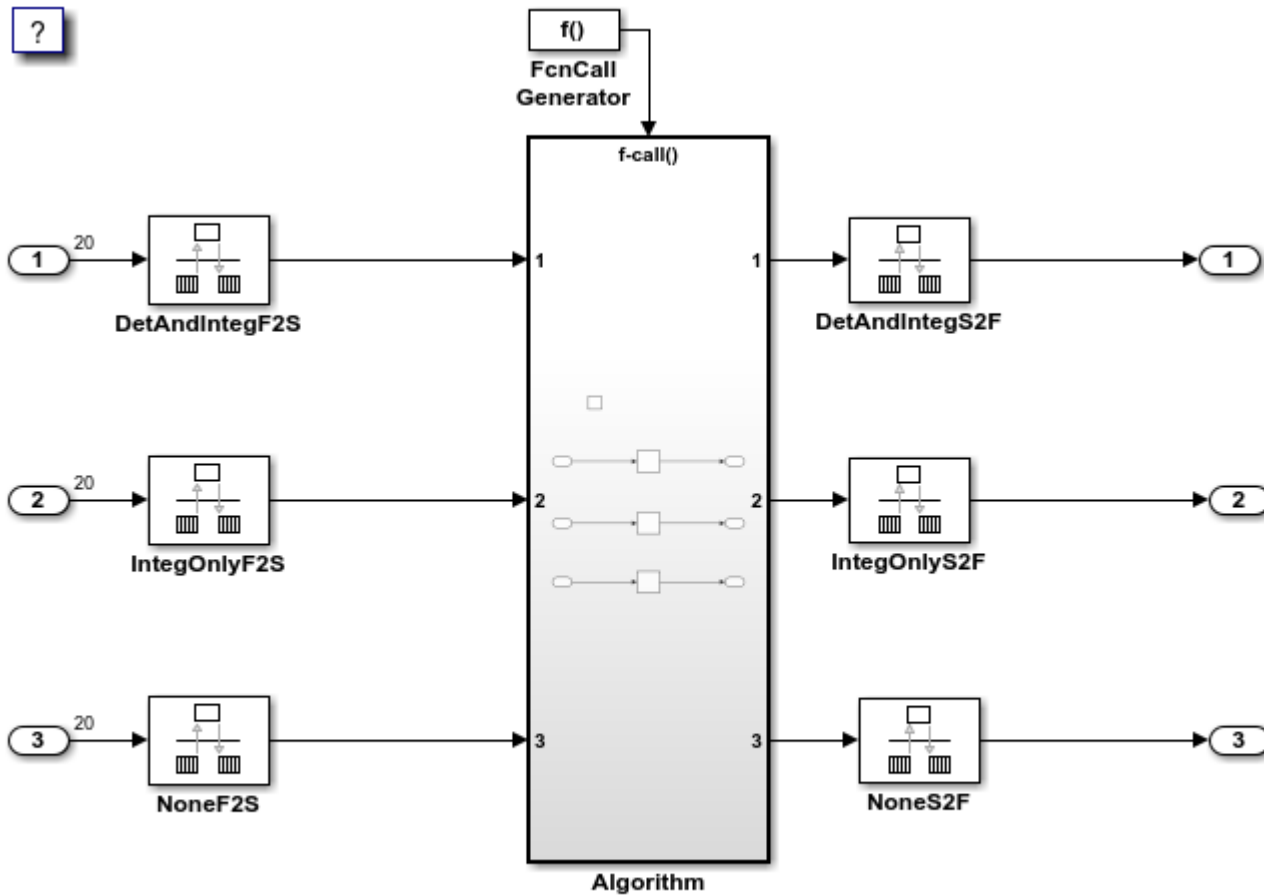 ?
f()
FcnCall
Generator
f-call()
1
20
DetAndIntegF2S
1
1
DetAndIntegS2F
1
2
20
IntegOnlyF2S
2
2
IntegOnlyS2F
2
3
20
NoneF2S
3
3
NoneS2F
3
Algorithm